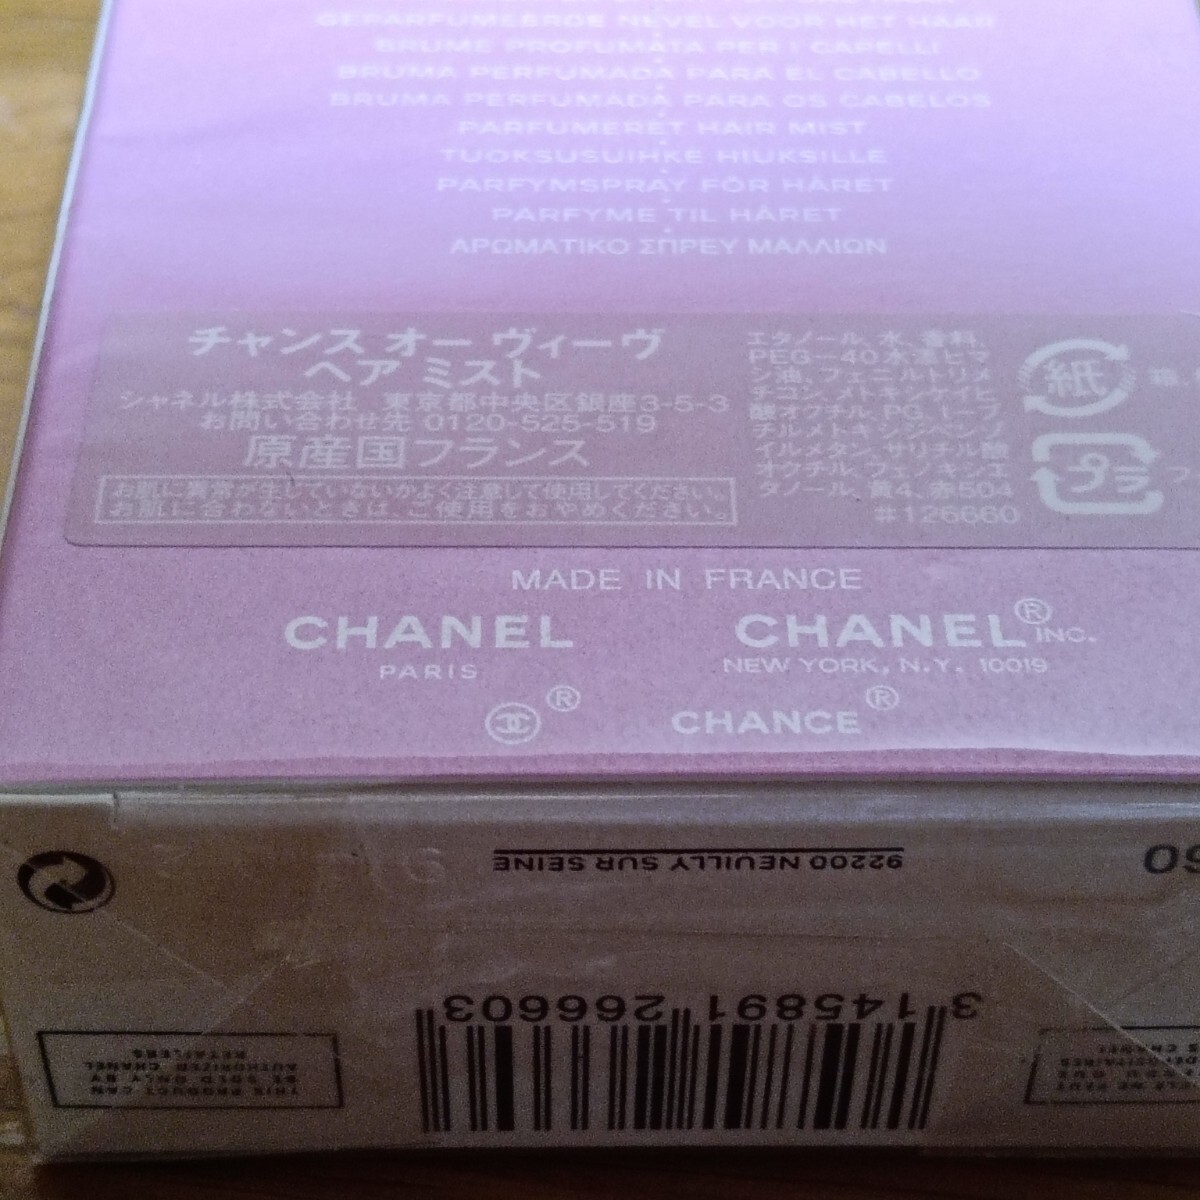 GEPARFUMEERDE NEVEL VOOR HET HAAR
BRUME PROFUMATA PER I CAPELLI
BRUMA PERFUMADA PARA EL CABELLO
BRUMA PERFUMADA PARA OS CABELOS
PARFUMERET HAIR MIST
TUOKSUSUIHKE HIUKSILLE
PARFYMSPRAY FÖR HÅRET
PARFYME TIL HÅRET
ΑΡΩΜΑΤΙΚΟ ΣΠΡΕΥ ΜΑΛΛΙΩΝ
チャンス オー ヴィーヴ
ヘア ミスト
シャネル株式会社 東京都中央区銀座3-5-3
お問い合わせ先 0120-525-519
原産国フランス
お肌に異常が生じていないかよく注意して使用してください。
お肌に合わないときは、ご使用をおやめください。
エタノール、水、香料、
PEG-40水添ヒマ
シ油、フェニルトリメ
チコン、メトキシケイヒ
酸オクチル、PG、t-ブ
チルメトキシジベンゾ
イルメタン、サリチル酸
オクチル、フェノキシエ
タノール、黄4、赤504
#126660
紙
プラ
MADE IN FRANCE
CHANEL
PARIS
CHANEL® INC.
NEW YORK, N.Y. 10019
®
CHANCE®
92200 NEUILLY SUR SEINE
3 145891 266603
THIS PRODUCT CAN
BE SOLD ONLY BY
AUTHORIZED CHANEL
RETAILERS